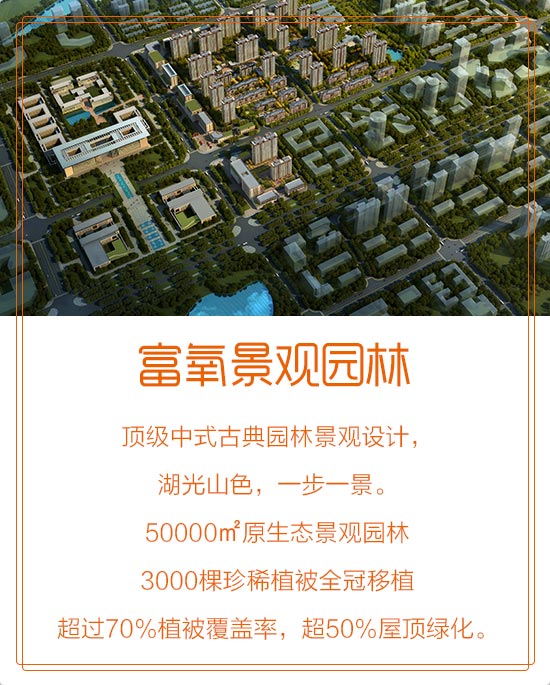 富氧景观园林
顶级中式古典园林景观设计，
湖光山色，一步一景。
50000㎡原生态景观园林
3000棵珍稀植被全冠移植
超过70%植被覆盖率，超50%屋顶绿化。